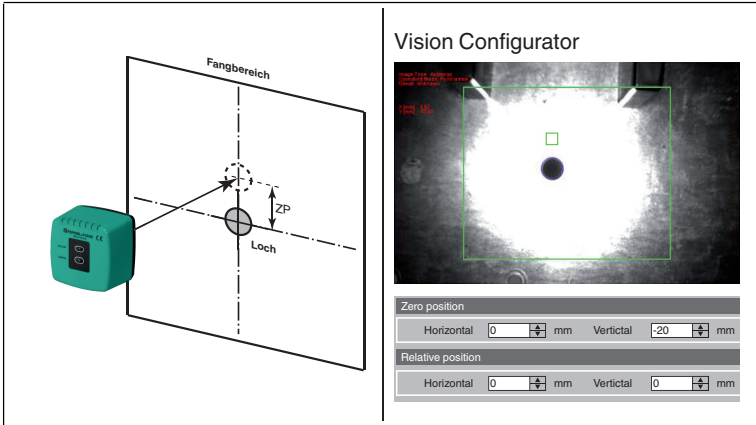 Fangbereich
ZP
Loch
Vision Configurator
Zero position
Horizontal 0 mm Vertictal -20 mm
Relative position
Horizontal 0 mm Vertictal 0 mm